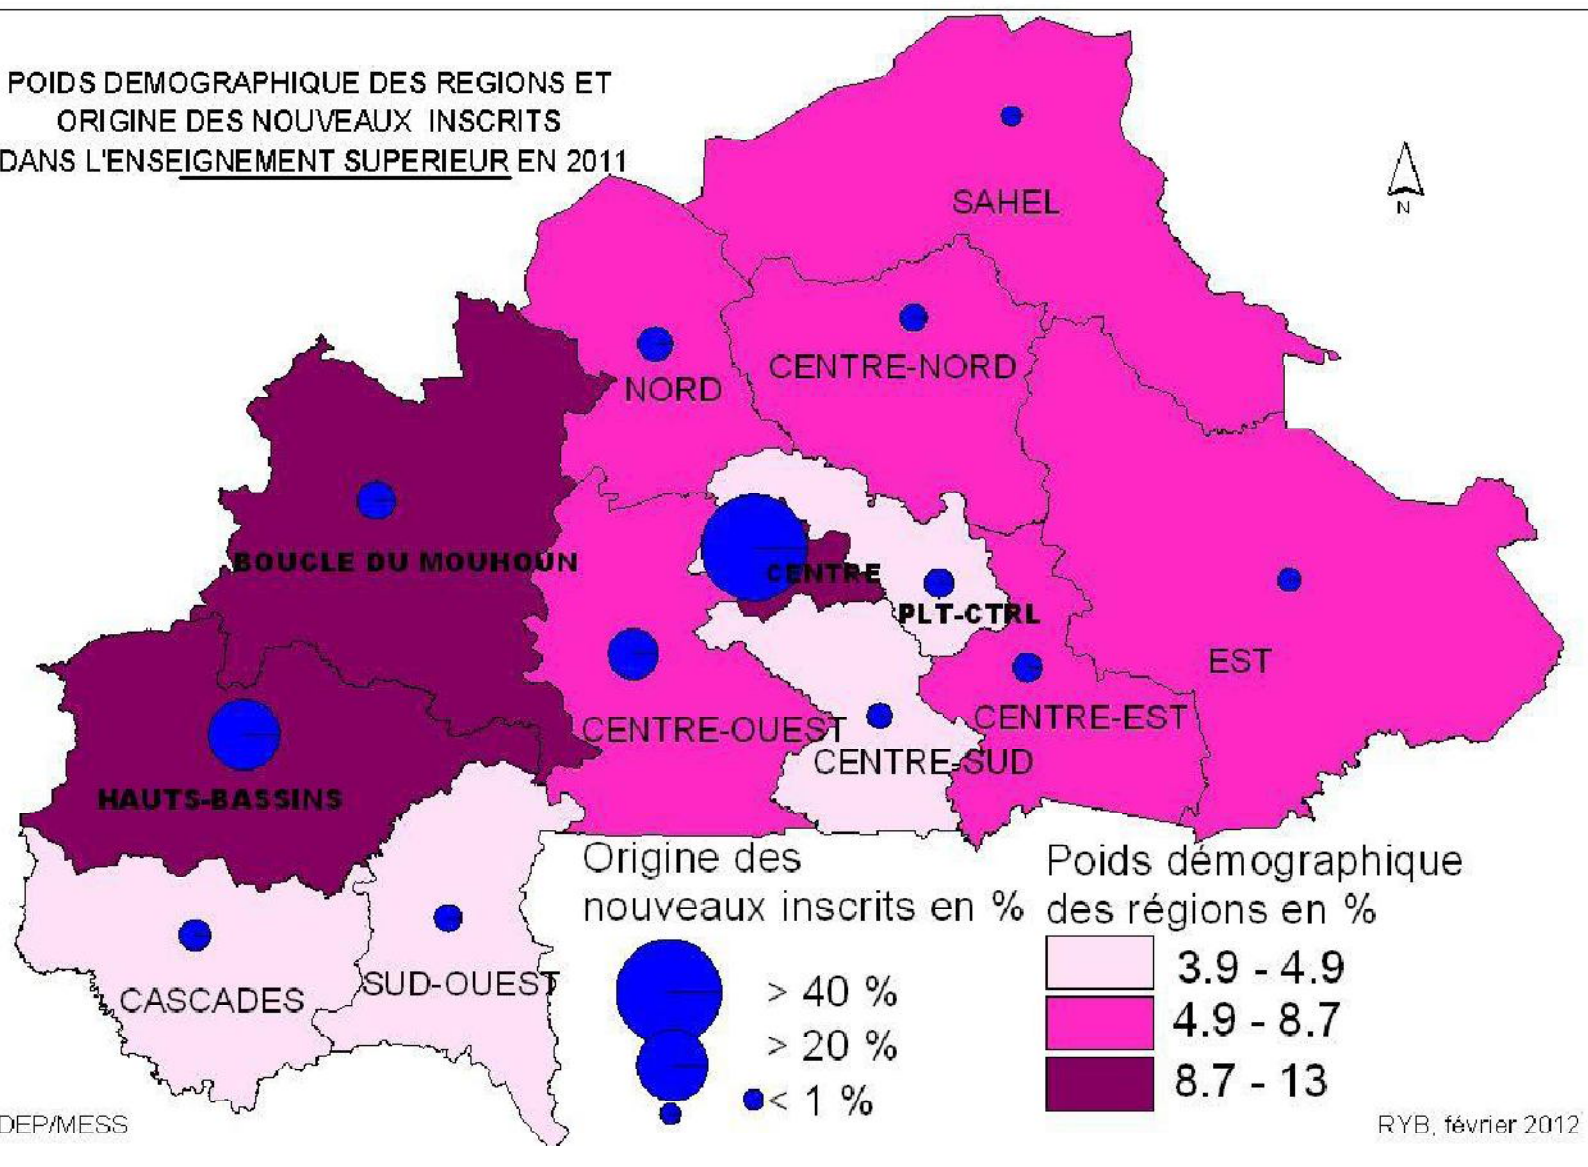 POIDS DEMOGRAPHIQUE DES REGIONS ET
ORIGINE DES NOUVEAUX INSCRITS
DANS L'ENSEIGNEMENT SUPERIEUR EN 2011
N
SAHEL
NORD
CENTRE-NORD
BOUCLE DU MOUHOUN
CENTRE
PLT-CTRL
EST
CENTRE-OUEST
CENTRE-EST
CENTRE-SUD
HAUTS-BASSINS
CASCADES
SUD-OUEST
Origine des
nouveaux inscrits en %
> 40 %
> 20 %
< 1 %
Poids démographique
des régions en %
3.9 - 4.9
4.9 - 8.7
8.7 - 13
DEP/MESS
RYB, février 2012